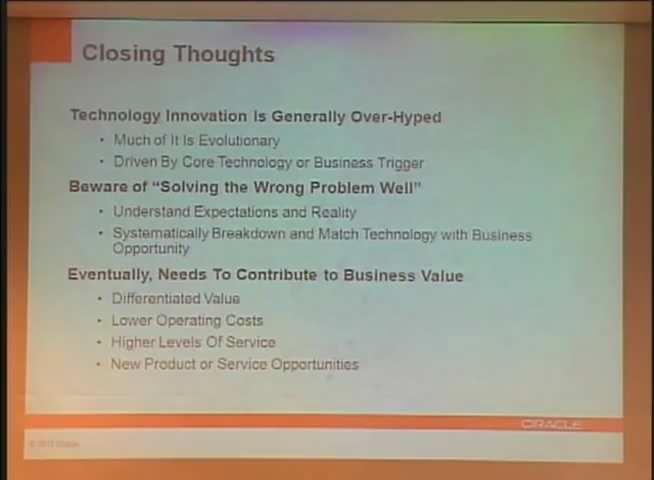 Closing Thoughts
Technology Innovation Is Generally Over-Hyped
• Much of It Is Evolutionary
• Driven By Core Technology or Business Trigger
Beware of “Solving the Wrong Problem Well”
• Understand Expectations and Reality
• Systematically Breakdown and Match Technology with Business
Opportunity
Eventually, Needs To Contribute to Business Value
• Differentiated Value
• Lower Operating Costs
• Higher Levels Of Service
• New Product or Service Opportunities
ORACLE